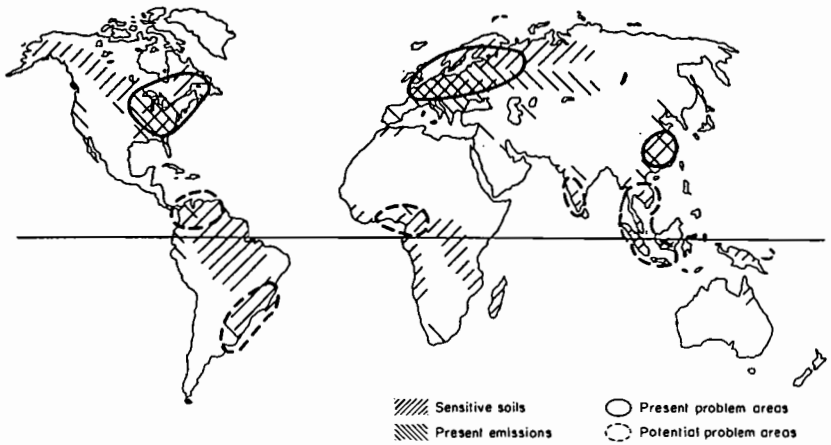 Sensitive soils
Present emissions
Present problem areas
Potential problem areas